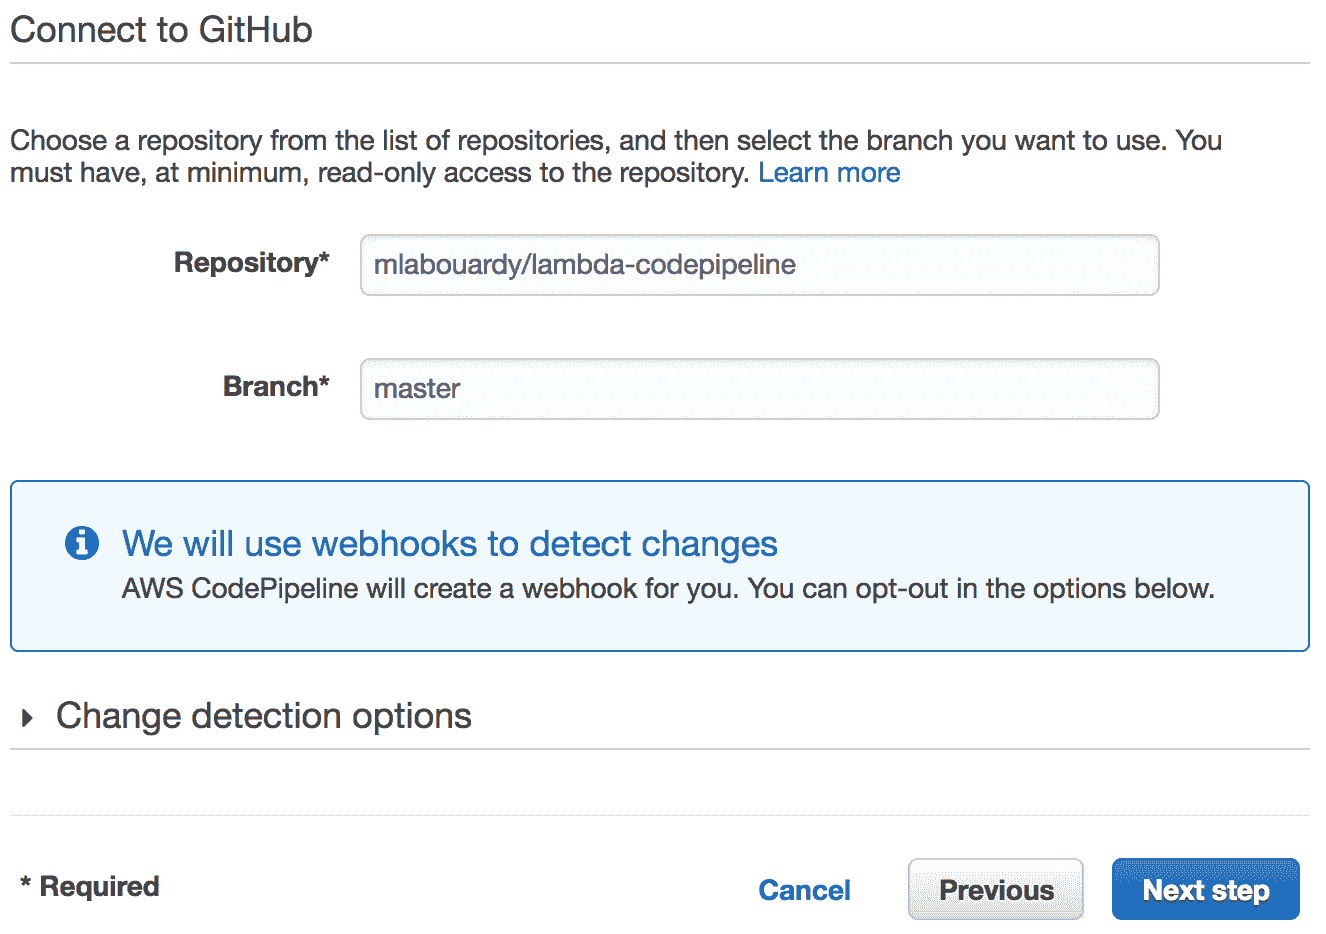 Connect to GitHub
Choose a repository from the list of repositories, and then select the branch you want to use. You
must have, at minimum, read-only access to the repository. Learn more
Repository* mlabouardy/lambda-codepipeline
Branch* master
We will use webhooks to detect changes
AWS CodePipeline will create a webhook for you. You can opt-out in the options below.
Change detection options
* Required Cancel Previous Next step